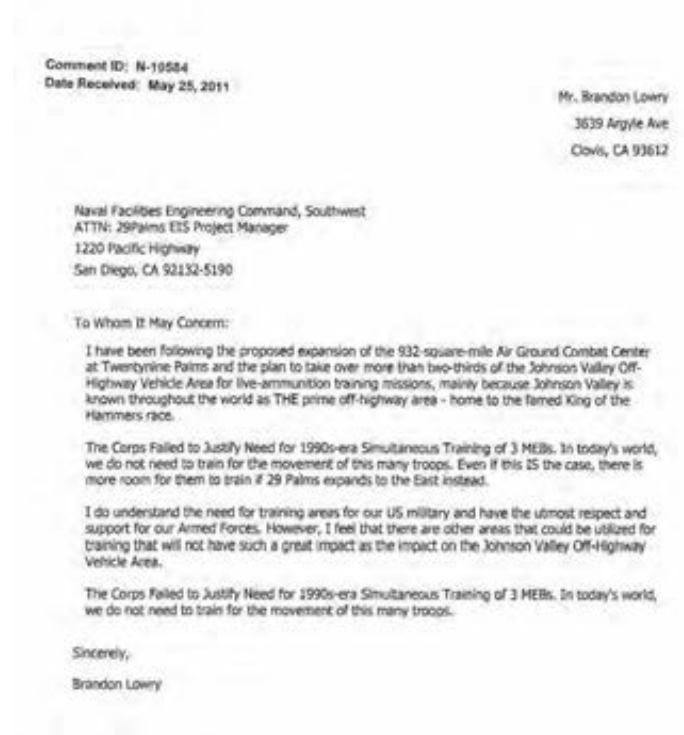 Comment ID: N-10584
Date Received: May 25, 2011
Mr. Brandon Lowry
3639 Argyle Ave
Clovis, CA 93612
Naval Facilities Engineering Command, Southwest
ATTN: 29Palms EIS Project Manager
1220 Pacific Highway
San Diego, CA 92132-5190
To Whom It May Concern:
I have been following the proposed expansion of the 932-square-mile Air Ground Combat Center
at Twentynine Palms and the plan to take over more than two-thirds of the Johnson Valley Off-
Highway Vehicle Area for live-ammunition training missions, mainly because Johnson Valley is
known throughout the world as THE prime off-highway area - home to the famed King of the
Hammers race.
The Corps Failed to Justify Need for 1990s-era Simultaneous Training of 3 MEBs. In today's world,
we do not need to train for the movement of this many troops. Even if this IS the case, there is
more room for them to train if 29 Palms expands to the East instead.
I do understand the need for training areas for our US military and have the utmost respect and
support for our Armed Forces. However, I feel that there are other areas that could be utilized for
training that will not have such a great impact as the impact on the Johnson Valley Off-Highway
Vehicle Area.
The Corps Failed to Justify Need for 1990s-era Simultaneous Training of 3 MEBs. In today's world,
we do not need to train for the movement of this many troops.
Sincerely,
Brandon Lowry